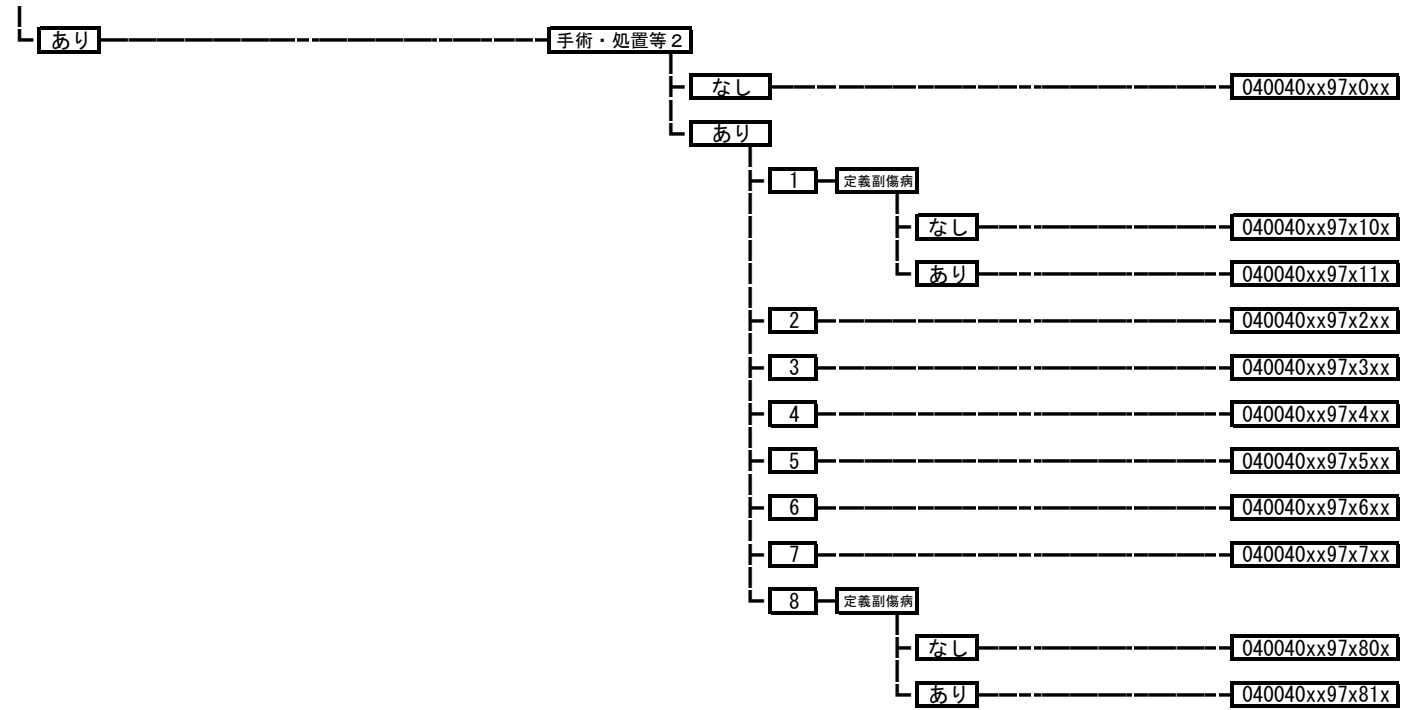 あり 手術・処置等２
なし 040040xx97x0xx
あり
1 定義副傷病
なし 040040xx97x10x
あり 040040xx97x11x
2 040040xx97x2xx
3 040040xx97x3xx
4 040040xx97x4xx
5 040040xx97x5xx
6 040040xx97x6xx
7 040040xx97x7xx
8 定義副傷病
なし 040040xx97x80x
あり 040040xx97x81x